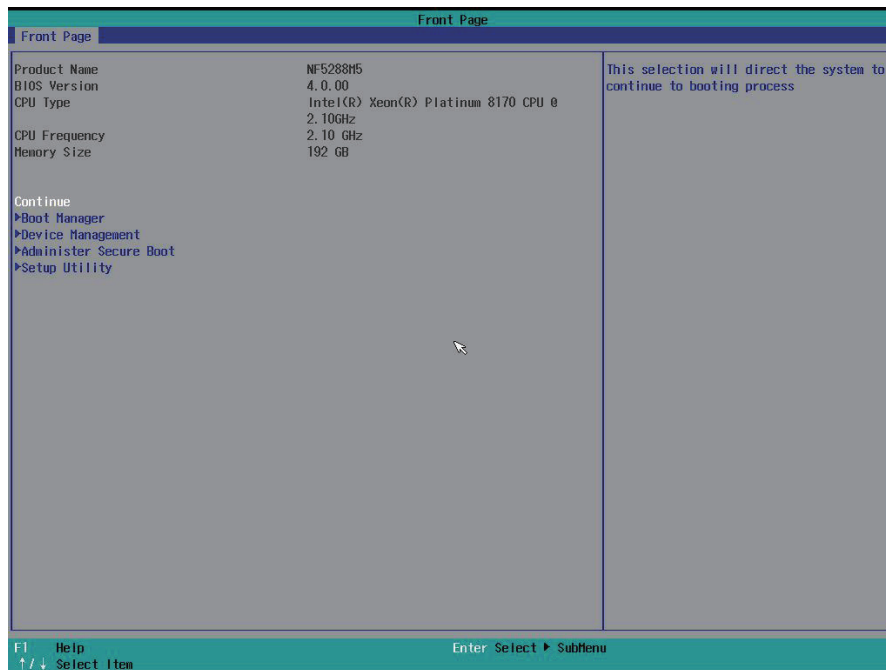 Front Page
Front Page
Product Name NF5288M5
BIOS Version 4.0.00
CPU Type Intel(R) Xeon(R) Platinum 8170 CPU @
2.10GHz
CPU Frequency 2.10 GHz
Memory Size 192 GB
Continue
▶Boot Manager
▶Device Management
▶Administer Secure Boot
▶Setup Utility
This selection will direct the system to
continue to booting process
F1 Help Enter Select ▶ SubMenu
↑/↓ Select Item